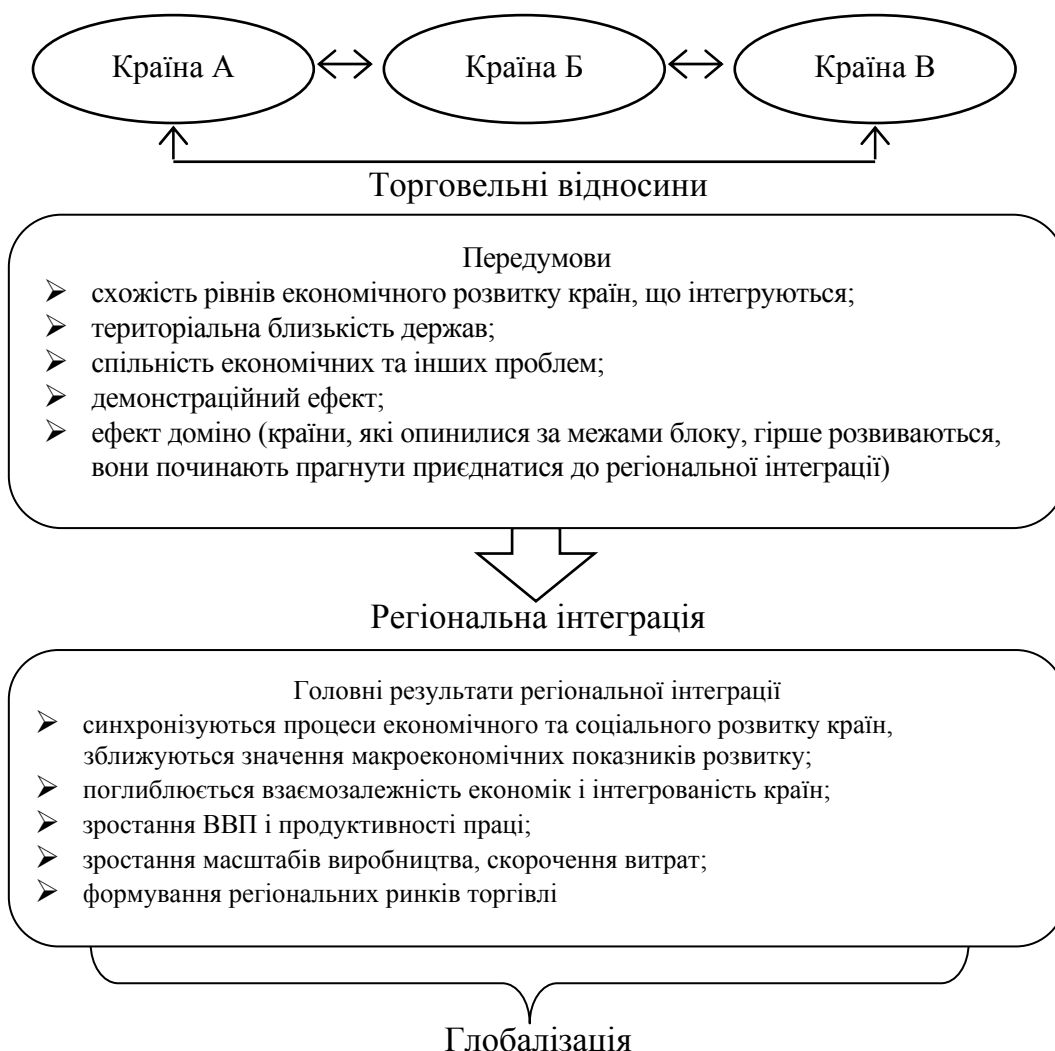 Країна А
Країна Б
Країна В
Торговельні відносини
Передумови
➢ схожість рівнів економічного розвитку країн, що інтегруються;
➢ територіальна близькість держав;
➢ спільність економічних та інших проблем;
➢ демонстраційний ефект;
➢ ефект доміно (країни, які опинилися за межами блоку, гірше розвиваються,
вони починають прагнути приєднатися до регіональної інтеграції)
Регіональна інтеграція
Головні результати регіональної інтеграції
➢ синхронізуються процеси економічного та соціального розвитку країн,
зближуються значення макроекономічних показників розвитку;
➢ поглиблюється взаємозалежність економік і інтегрованість країн;
➢ зростання ВВП і продуктивності праці;
➢ зростання масштабів виробництва, скорочення витрат;
➢ формування регіональних ринків торгівлі
Глобалізація